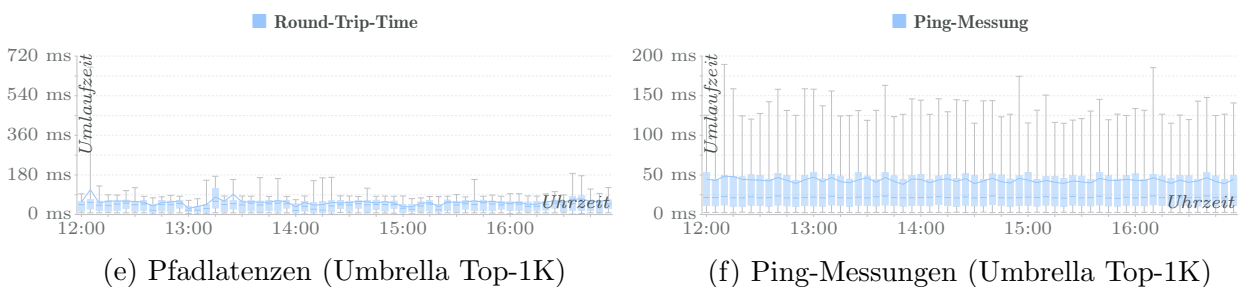 Round-Trip-Time
720 ms
540 ms
360 ms
180 ms
0 ms
Umlaufzeit
Uhrzeit
12:00 13:00 14:00 15:00 16:00
(e) Pfadlatenzen (Umbrella Top-1K)
Ping-Messung
200 ms
150 ms
100 ms
50 ms
0 ms
Umlaufzeit
Uhrzeit
12:00 13:00 14:00 15:00 16:00
(f) Ping-Messungen (Umbrella Top-1K)